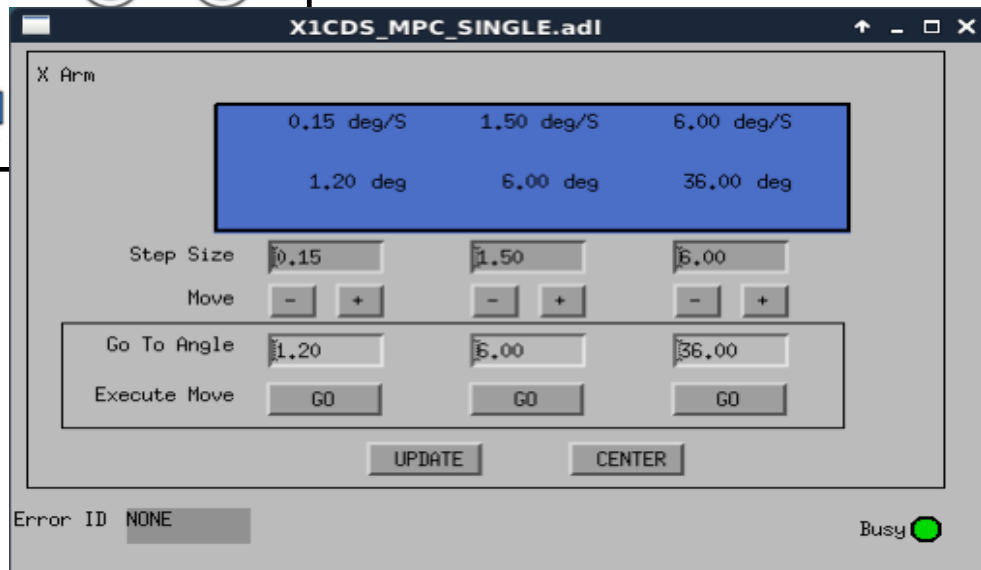 X1CDS_MPC_SINGLE.adl
X Arm
0.15 deg/S 1.50 deg/S 6.00 deg/S
1.20 deg 6.00 deg 36.00 deg
Step Size 0.15 1.50 6.00
Move - + - + - +
Go To Angle 1.20 6.00 36.00
Execute Move GO GO GO
UPDATE CENTER
Error ID NONE
Busy